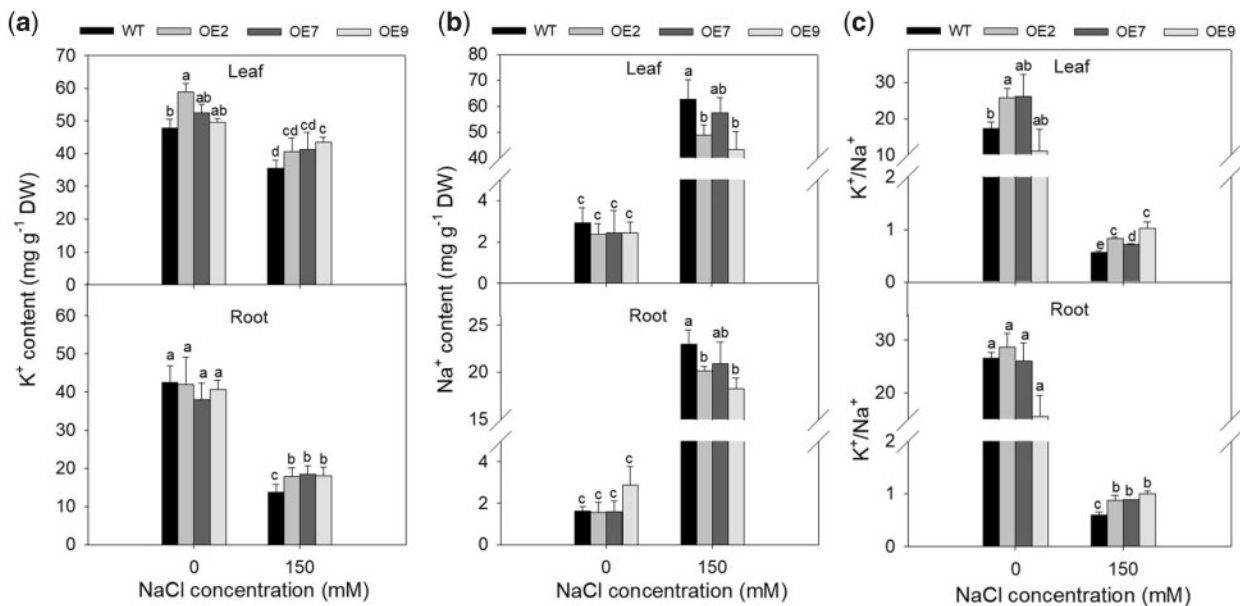 (a) WT OE2 OE7 OE9
Leaf
K⁺ content (mg g⁻¹ DW)
70
60
50
40
30
20
10
0
b a ab ab
d cd cd c
Root
60
50
40
30
20
10
0
a a a a
c b b b
0 150
NaCl concentration (mM)
(b) WT OE2 OE7 OE9
Leaf
Na⁺ content (mg g⁻¹ DW)
80
70
60
50
40
4
2
0
c c c c
a b ab b
Root
25
20
15
4
2
0
c c c c
a b ab b
0 150
NaCl concentration (mM)
(c) WT OE2 OE7 OE9
Leaf
K⁺/Na⁺
30
20
10
2
1
0
b a ab ab
e c d c
Root
K⁺/Na⁺
30
20
2
1
0
a a a a
c b b b
0 150
NaCl concentration (mM)